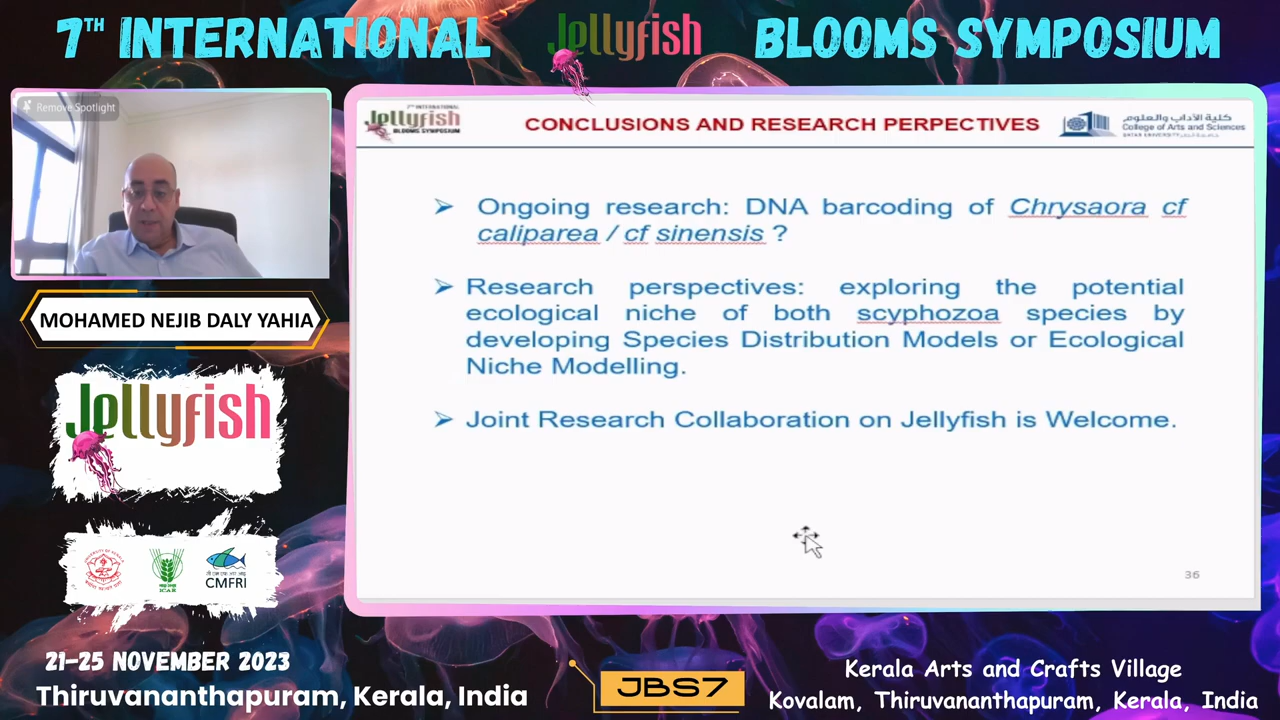 7TH INTERNATIONAL Jellyfish BLOOMS SYMPOSIUM
Remove Spotlight
7TH INTERNATIONAL
Jellyfish
BLOOMS SYMPOSIUM
CONCLUSIONS AND RESEARCH PERPECTIVES
كلية الآداب والعلوم
College of Arts and Sciences
QATAR UNIVERSITY
➢ Ongoing research: DNA barcoding of Chrysaora cf
caliparea / cf sinensis ?
➢ Research perspectives: exploring the potential
ecological niche of both scyphozoa species by
developing Species Distribution Models or Ecological
Niche Modelling.
➢ Joint Research Collaboration on Jellyfish is Welcome.
36
MOHAMED NEJIB DALY YAHIA
Jellyfish
ICAR
CMFRI
21-25 NOVEMBER 2023
Thiruvananthapuram, Kerala, India
JBS7
Kerala Arts and Crafts Village
Kovalam, Thiruvananthapuram, Kerala, India